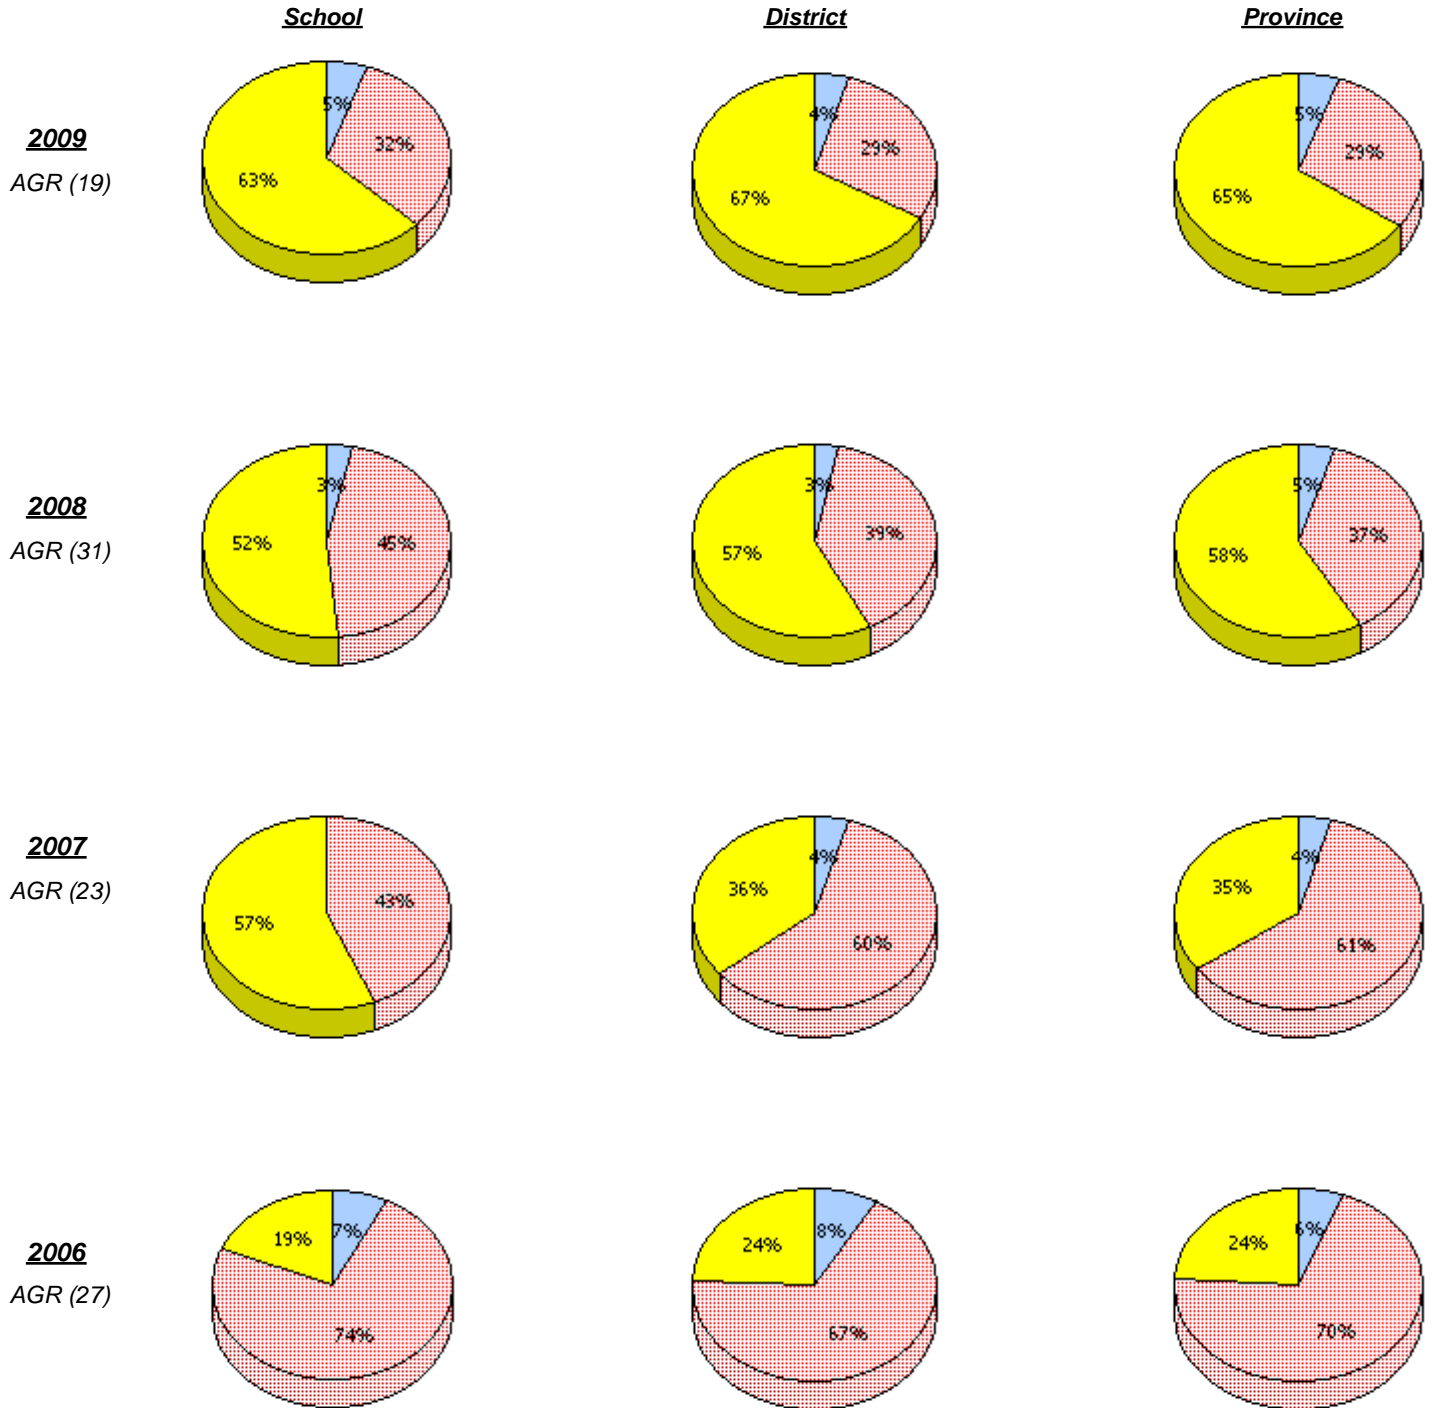 School District Province
5% 32% 63%
4% 29% 67%
5% 29% 65%
2009
AGR (19)
3% 45% 52%
3% 39% 57%
5% 37% 58%
2008
AGR (31)
43% 57%
4% 60% 36%
4% 61% 35%
2007
AGR (23)
7% 74% 19%
8% 67% 24%
6% 70% 24%
2006
AGR (27)